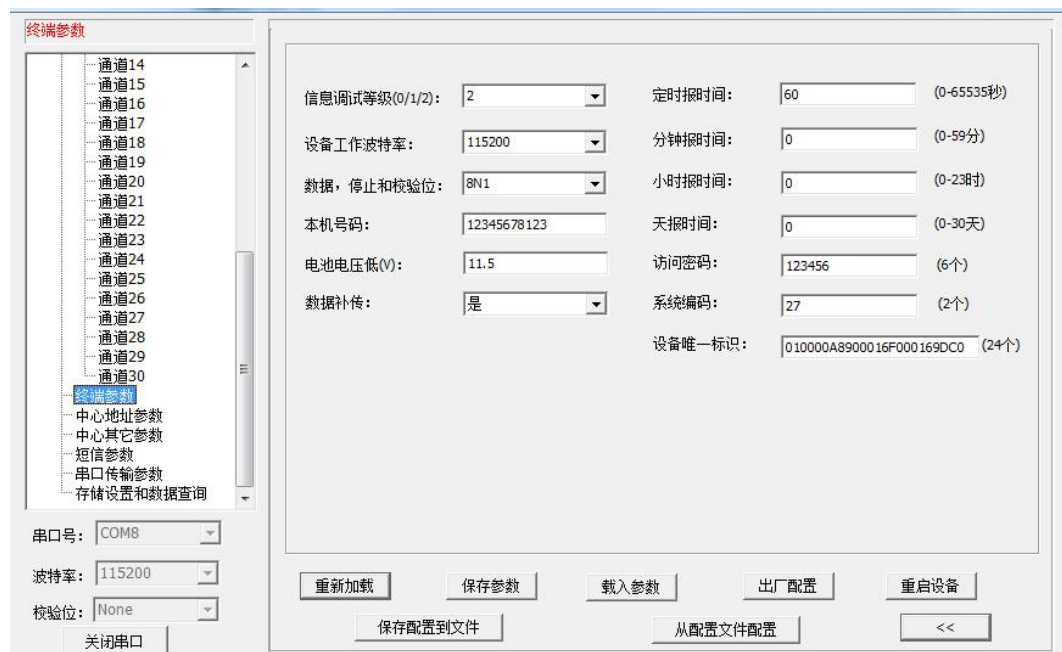 终端参数
通道14
通道15
通道16
通道17
通道18
通道19
通道20
通道21
通道22
通道23
通道24
通道25
通道26
通道27
通道28
通道29
通道30
终端参数
中心地址参数
中心其它参数
短信参数
串口传输参数
存储设置和数据查询
串口号: COM8
波特率: 115200
校验位: None
关闭串口
信息调试等级(0/1/2): 2
设备工作波特率: 115200
数据，停止和校验位: 8N1
本机号码: 12345678123
电池电压低(V): 11.5
数据补传: 是
定时报时间: 60 (0-65535秒)
分钟报时间: 0 (0-59分)
小时报时间: 0 (0-23时)
天报时间: 0 (0-30天)
访问密码: 123456 (6个)
系统编码: 27 (2个)
设备唯一标识: 010000A8900016F000169DC0 (24个)
重新加载 保存参数 载入参数 出厂配置 重启设备
保存配置到文件 从配置文件配置 <<